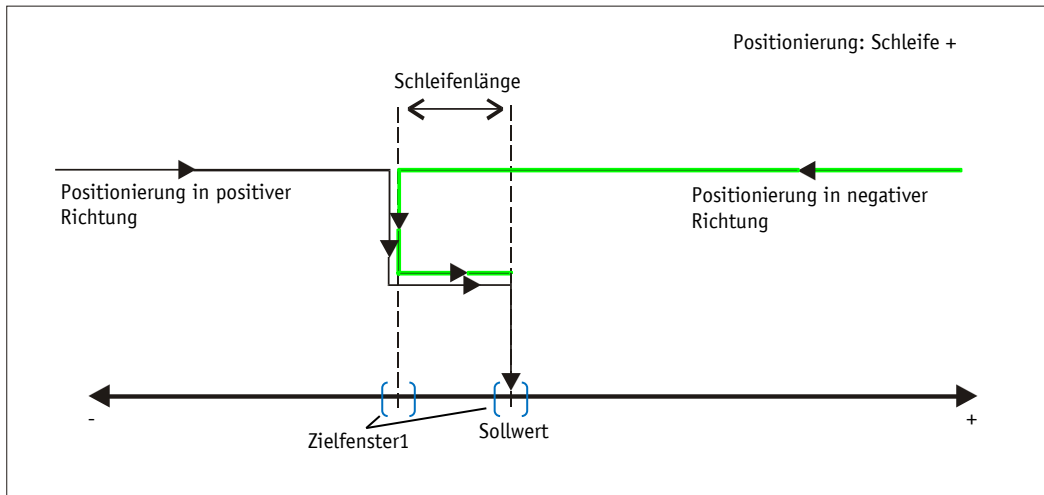 Positionierung: Schleife +
Schleifenlänge
Positionierung in positiver
Richtung
Positionierung in negativer
Richtung
-
+
Zielfenster1
Sollwert